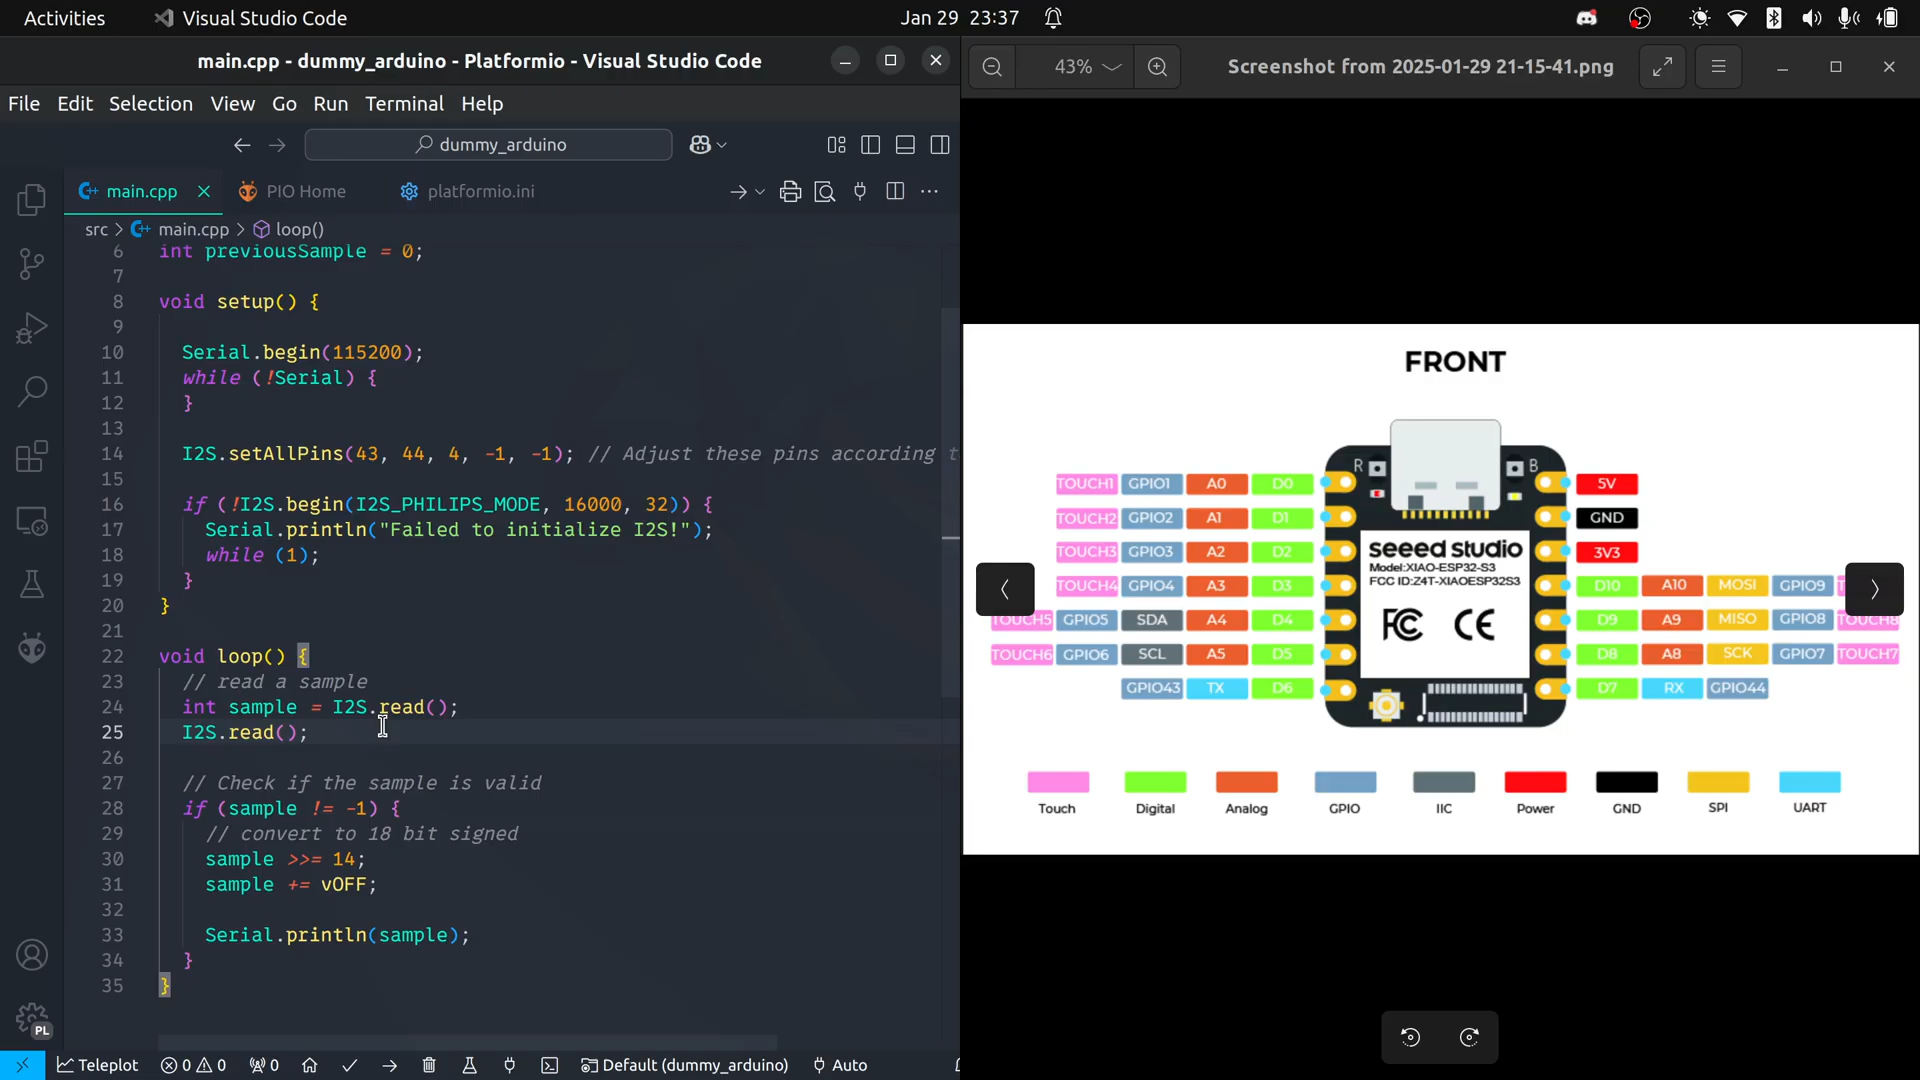 Activities
Visual Studio Code
Jan 29 23:37
main.cpp - dummy_arduino - Platformio - Visual Studio Code
File Edit Selection View Go Run Terminal Help
dummy_arduino
main.cpp
PIO Home
platformio.ini
src > main.cpp > loop()
6 int previousSample = 0;
7
8 void setup() {
9
10 Serial.begin(115200);
11 while (!Serial) {
12 }
13
14 I2S.setAllPins(43, 44, 4, -1, -1); // Adjust these pins according
15
16 if (!I2S.begin(I2S_PHILIPS_MODE, 16000, 32)) {
17 Serial.println("Failed to initialize I2S!");
18 while (1);
19 }
20 }
21
22 void loop() {
23 // read a sample
24 int sample = I2S.read();
25 I2S.read();
26
27 // Check if the sample is valid
28 if (sample != -1) {
29 // convert to 18 bit signed
30 sample >>= 14;
31 sample += vOFF;
32
33 Serial.println(sample);
34 }
35 }
PL
Teleplot 0 0 0 Default (dummy_arduino) Auto
43%
Screenshot from 2025-01-29 21-15-41.png
FRONT
R B
TOUCH1 GPIO1 A0 D0 5V
TOUCH2 GPIO2 A1 D1 GND
TOUCH3 GPIO3 A2 D2 3V3
TOUCH4 GPIO4 A3 D3 D10 A10 MOSI GPIO9
TOUCH5 GPIO5 SDA A4 D4 D9 A9 MISO GPIO8 TOUCH8
TOUCH6 GPIO6 SCL A5 D5 D8 A8 SCK GPIO7 TOUCH7
GPIO43 TX D6 D7 RX GPIO44
seeed studio
Model:XIAO-ESP32-S3
FCC ID:Z4T-XIAOESP32S3
FC CE
Touch Digital Analog GPIO IIC Power GND SPI UART